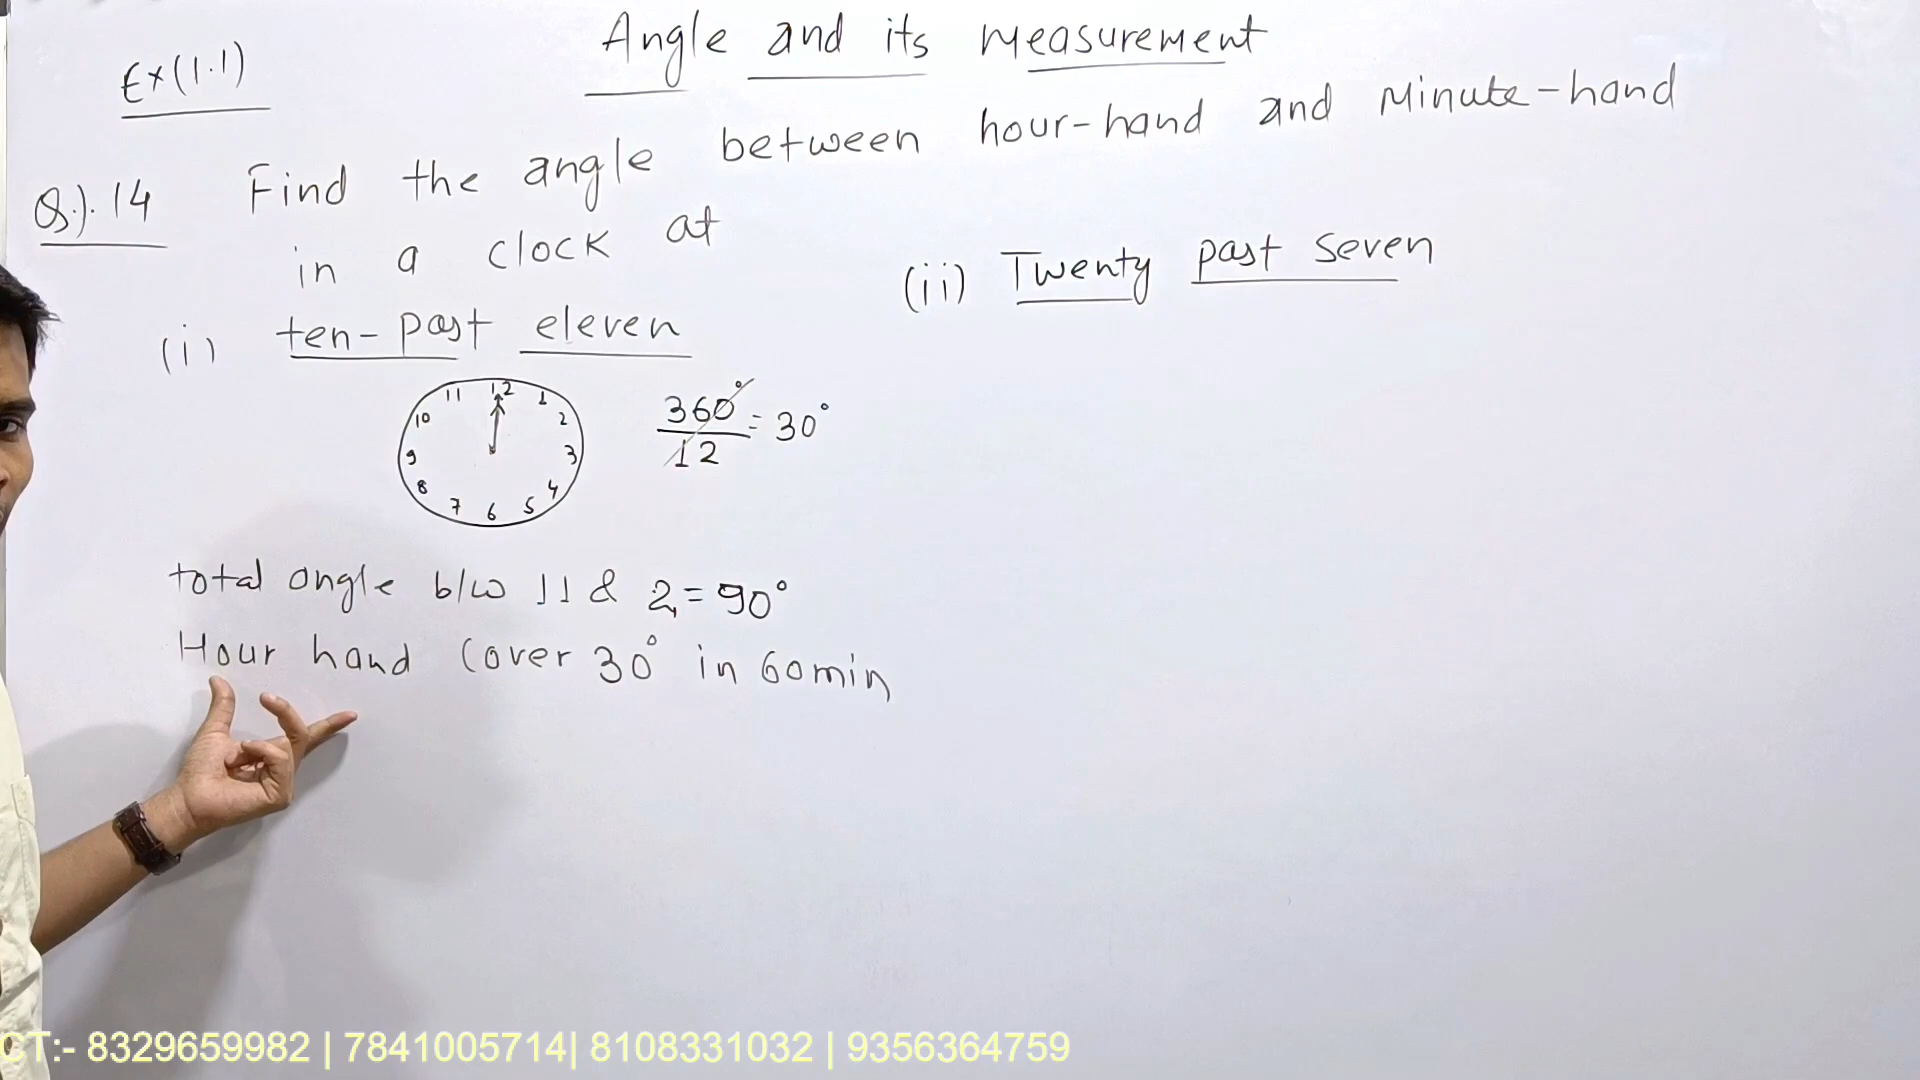 Ex(1.1)
Angle and its measurement
Q.).14 Find the angle between hour-hand and Minute-hand
in a clock at
(i) ten-past eleven
(ii) Twenty past seven
12
11 1
10 2
9 3
8 4
7 6 5
360°/12 = 30°
total angle b/w 11 & 2 = 90°
Hour hand cover 30° in 60min
CT:- 8329659982 | 7841005714| 8108331032 | 9356364759